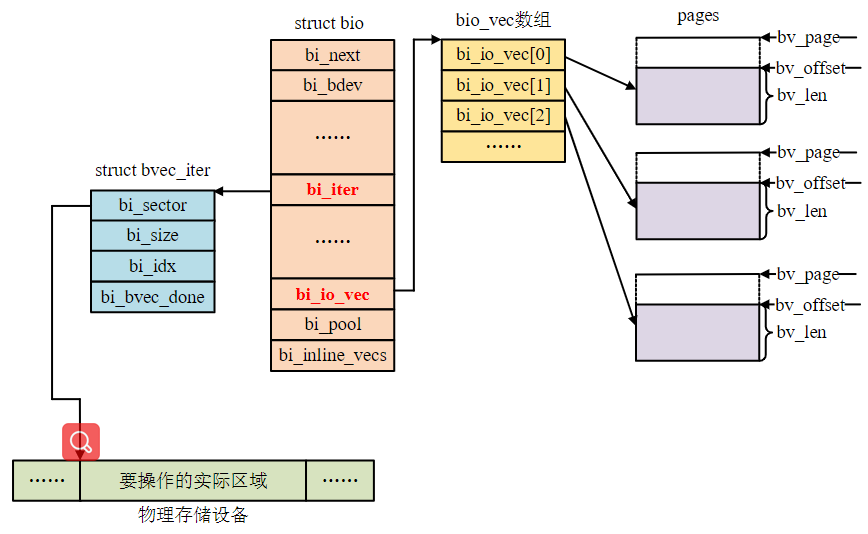 struct bio
bi_next
bi_bdev
……
bi_iter
……
bi_io_vec
bi_pool
bi_inline_vecs
bio_vec数组
bi_io_vec[0]
bi_io_vec[1]
bi_io_vec[2]
……
pages
bv_page
bv_offset
bv_len
bv_page
bv_offset
bv_len
bv_page
bv_offset
bv_len
struct bvec_iter
bi_sector
bi_size
bi_idx
bi_bvec_done
…… 要操作的实际区域 ……
物理存储设备